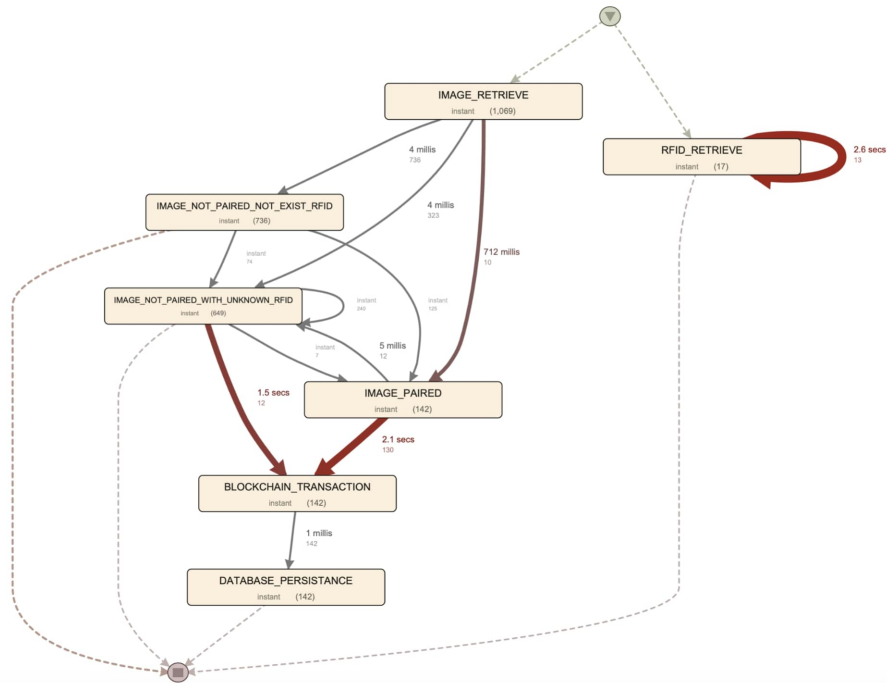 IMAGE_RETRIEVE
instant (1,069)
RFID_RETRIEVE
instant (17)
2.6 secs
13
4 millis
736
4 millis
323
712 millis
10
IMAGE_NOT_PAIRED_NOT_EXIST_RFID
instant (736)
instant
74
IMAGE_NOT_PAIRED_WITH_UNKNOWN_RFID
instant (649)
instant
240
instant
125
instant
7
5 millis
12
IMAGE_PAIRED
instant (142)
1.5 secs
12
2.1 secs
130
BLOCKCHAIN_TRANSACTION
instant (142)
1 millis
142
DATABASE_PERSISTANCE
instant (142)